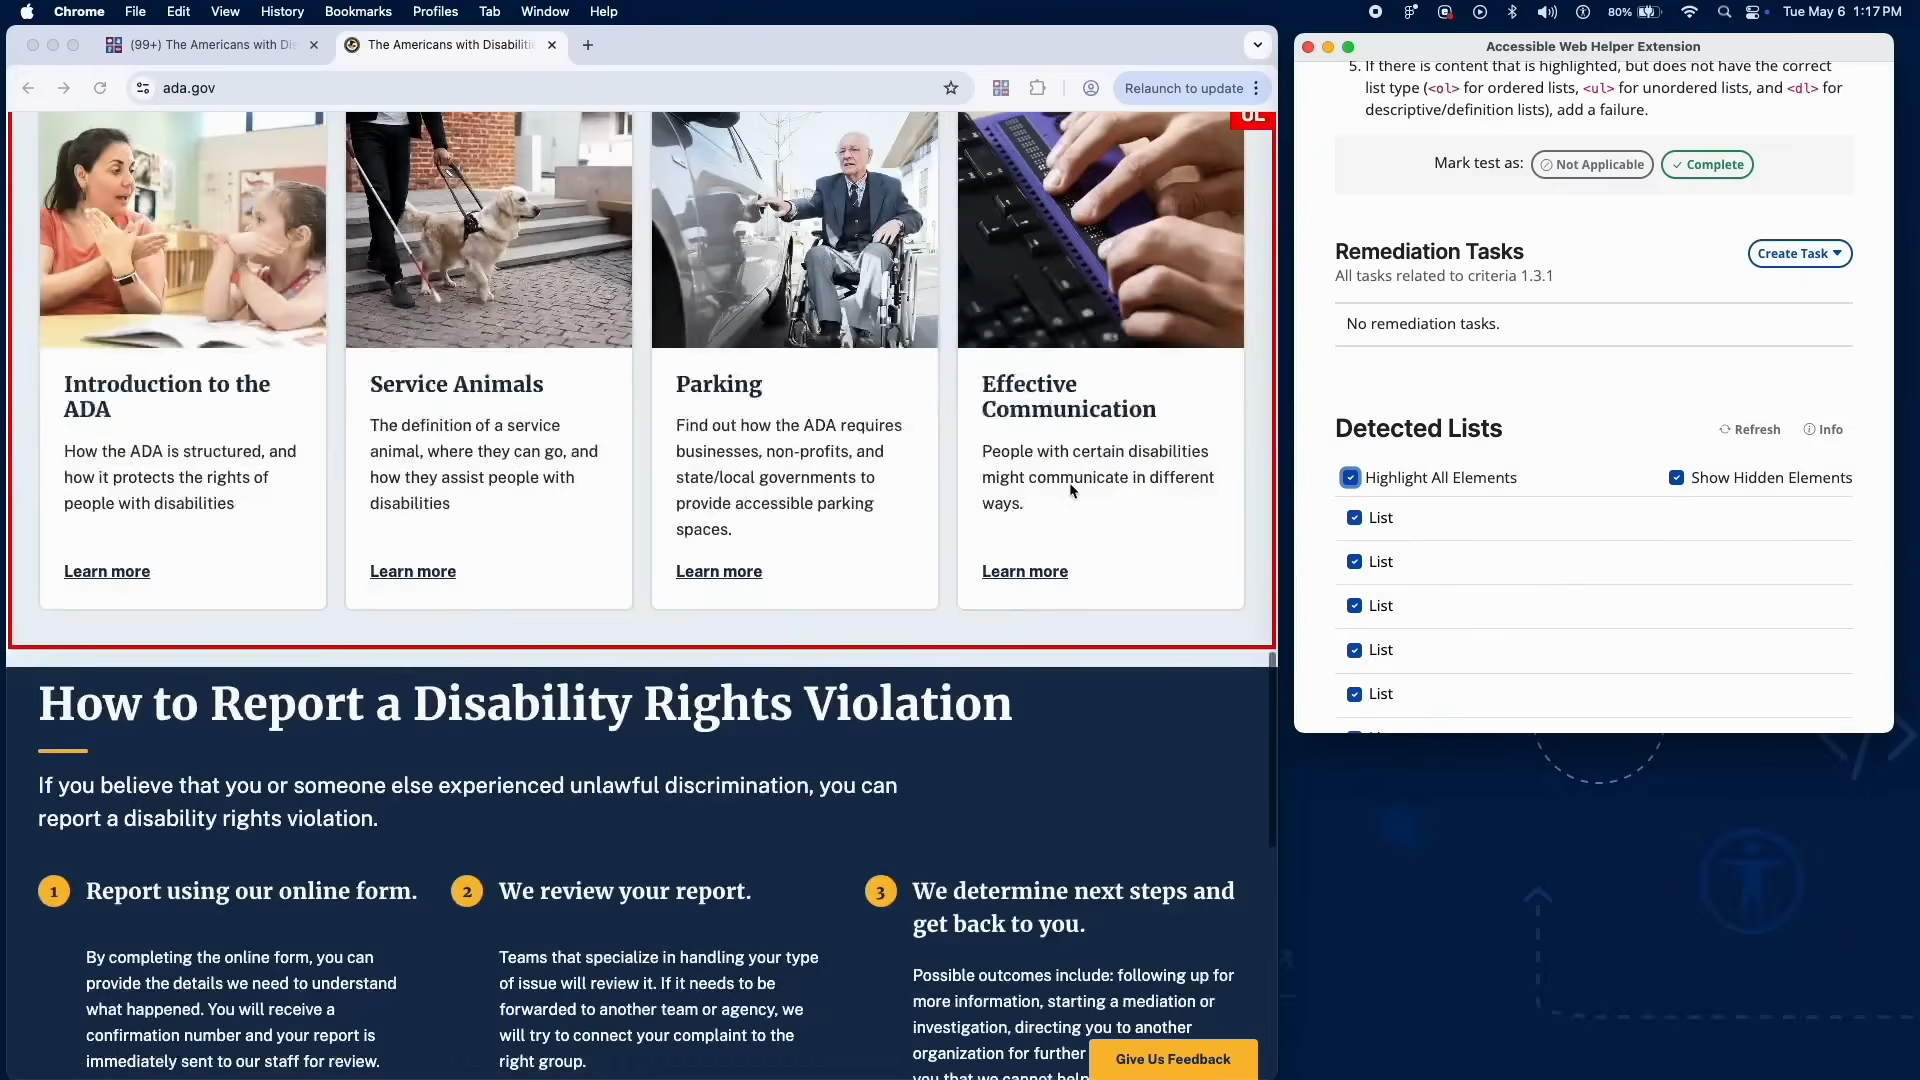 Chrome File Edit View History Bookmarks Profiles Tab Window Help
80% Tue May 6 1:17 PM
(99+) The Americans with Di
The Americans with Disabiliti
ada.gov
Relaunch to update
UL
Introduction to the
ADA
How the ADA is structured, and
how it protects the rights of
people with disabilities
Learn more
Service Animals
The definition of a service
animal, where they can go, and
how they assist people with
disabilities
Learn more
Parking
Find out how the ADA requires
businesses, non-profits, and
state/local governments to
provide accessible parking
spaces.
Learn more
Effective
Communication
People with certain disabilities
might communicate in different
ways.
Learn more
How to Report a Disability Rights Violation
If you believe that you or someone else experienced unlawful discrimination, you can
report a disability rights violation.
1 Report using our online form.
By completing the online form, you can
provide the details we need to understand
what happened. You will receive a
confirmation number and your report is
immediately sent to our staff for review.
2 We review your report.
Teams that specialize in handling your type
of issue will review it. If it needs to be
forwarded to another team or agency, we
will try to connect your complaint to the
right group.
3 We determine next steps and
get back to you.
Possible outcomes include: following up for
more information, starting a mediation or
investigation, directing you to another
organization for further
you that we cannot help
Give Us Feedback
Accessible Web Helper Extension
5. If there is content that is highlighted, but does not have the correct
list type (<ol> for ordered lists, <ul> for unordered lists, and <dl> for
descriptive/definition lists), add a failure.
Mark test as: Not Applicable Complete
Remediation Tasks
Create Task
All tasks related to criteria 1.3.1
No remediation tasks.
Detected Lists
Refresh Info
Highlight All Elements Show Hidden Elements
List
List
List
List
List